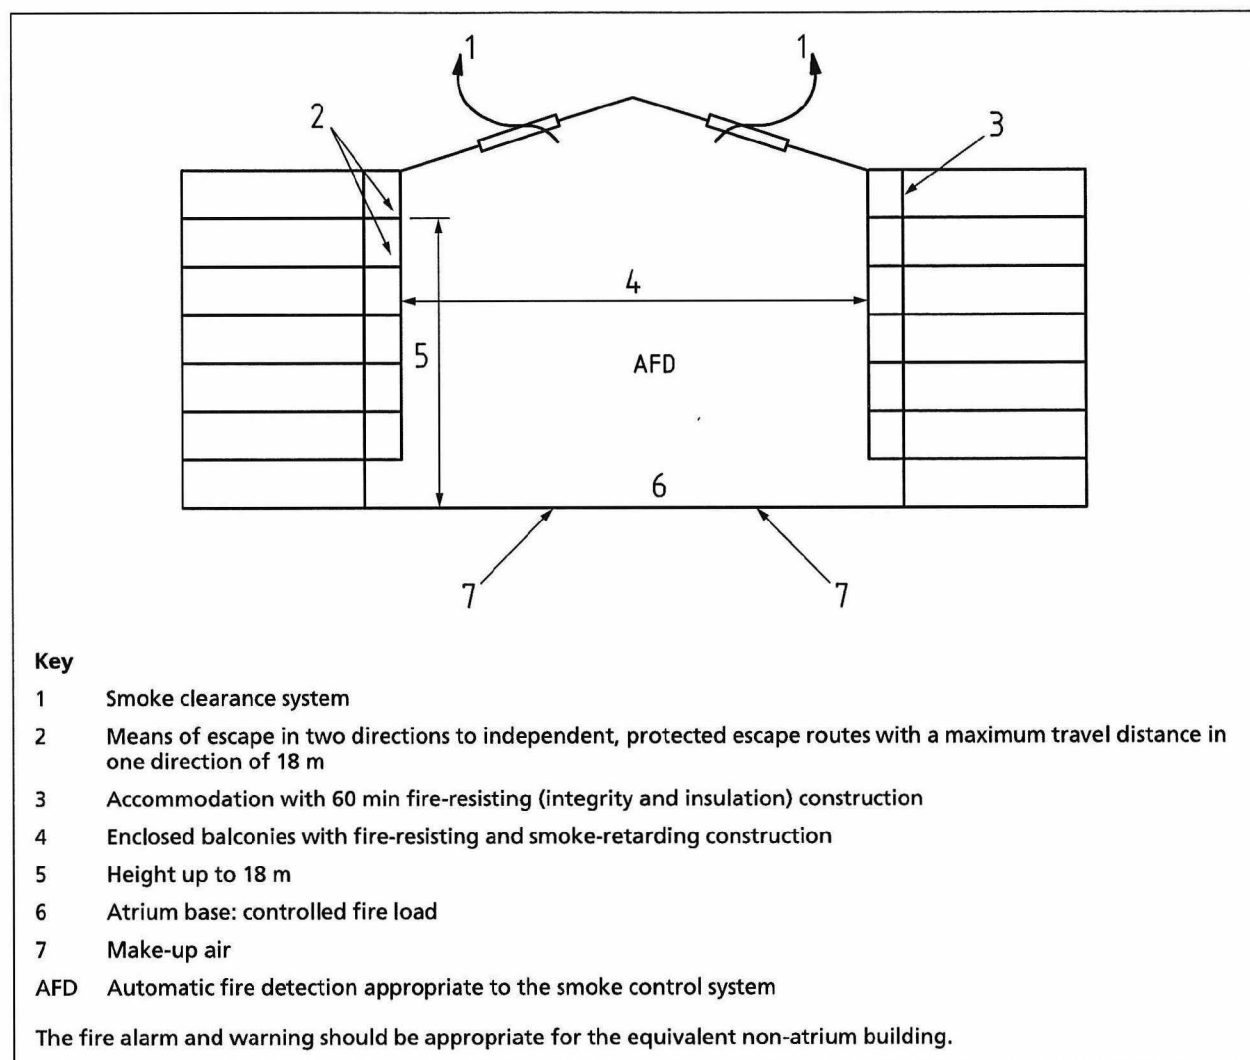 1 1
2
3
4
5
AFD
6
7 7
Key
1 Smoke clearance system
2 Means of escape in two directions to independent, protected escape routes with a maximum travel distance in
one direction of 18 m
3 Accommodation with 60 min fire-resisting (integrity and insulation) construction
4 Enclosed balconies with fire-resisting and smoke-retarding construction
5 Height up to 18 m
6 Atrium base: controlled fire load
7 Make-up air
AFD Automatic fire detection appropriate to the smoke control system
The fire alarm and warning should be appropriate for the equivalent non-atrium building.